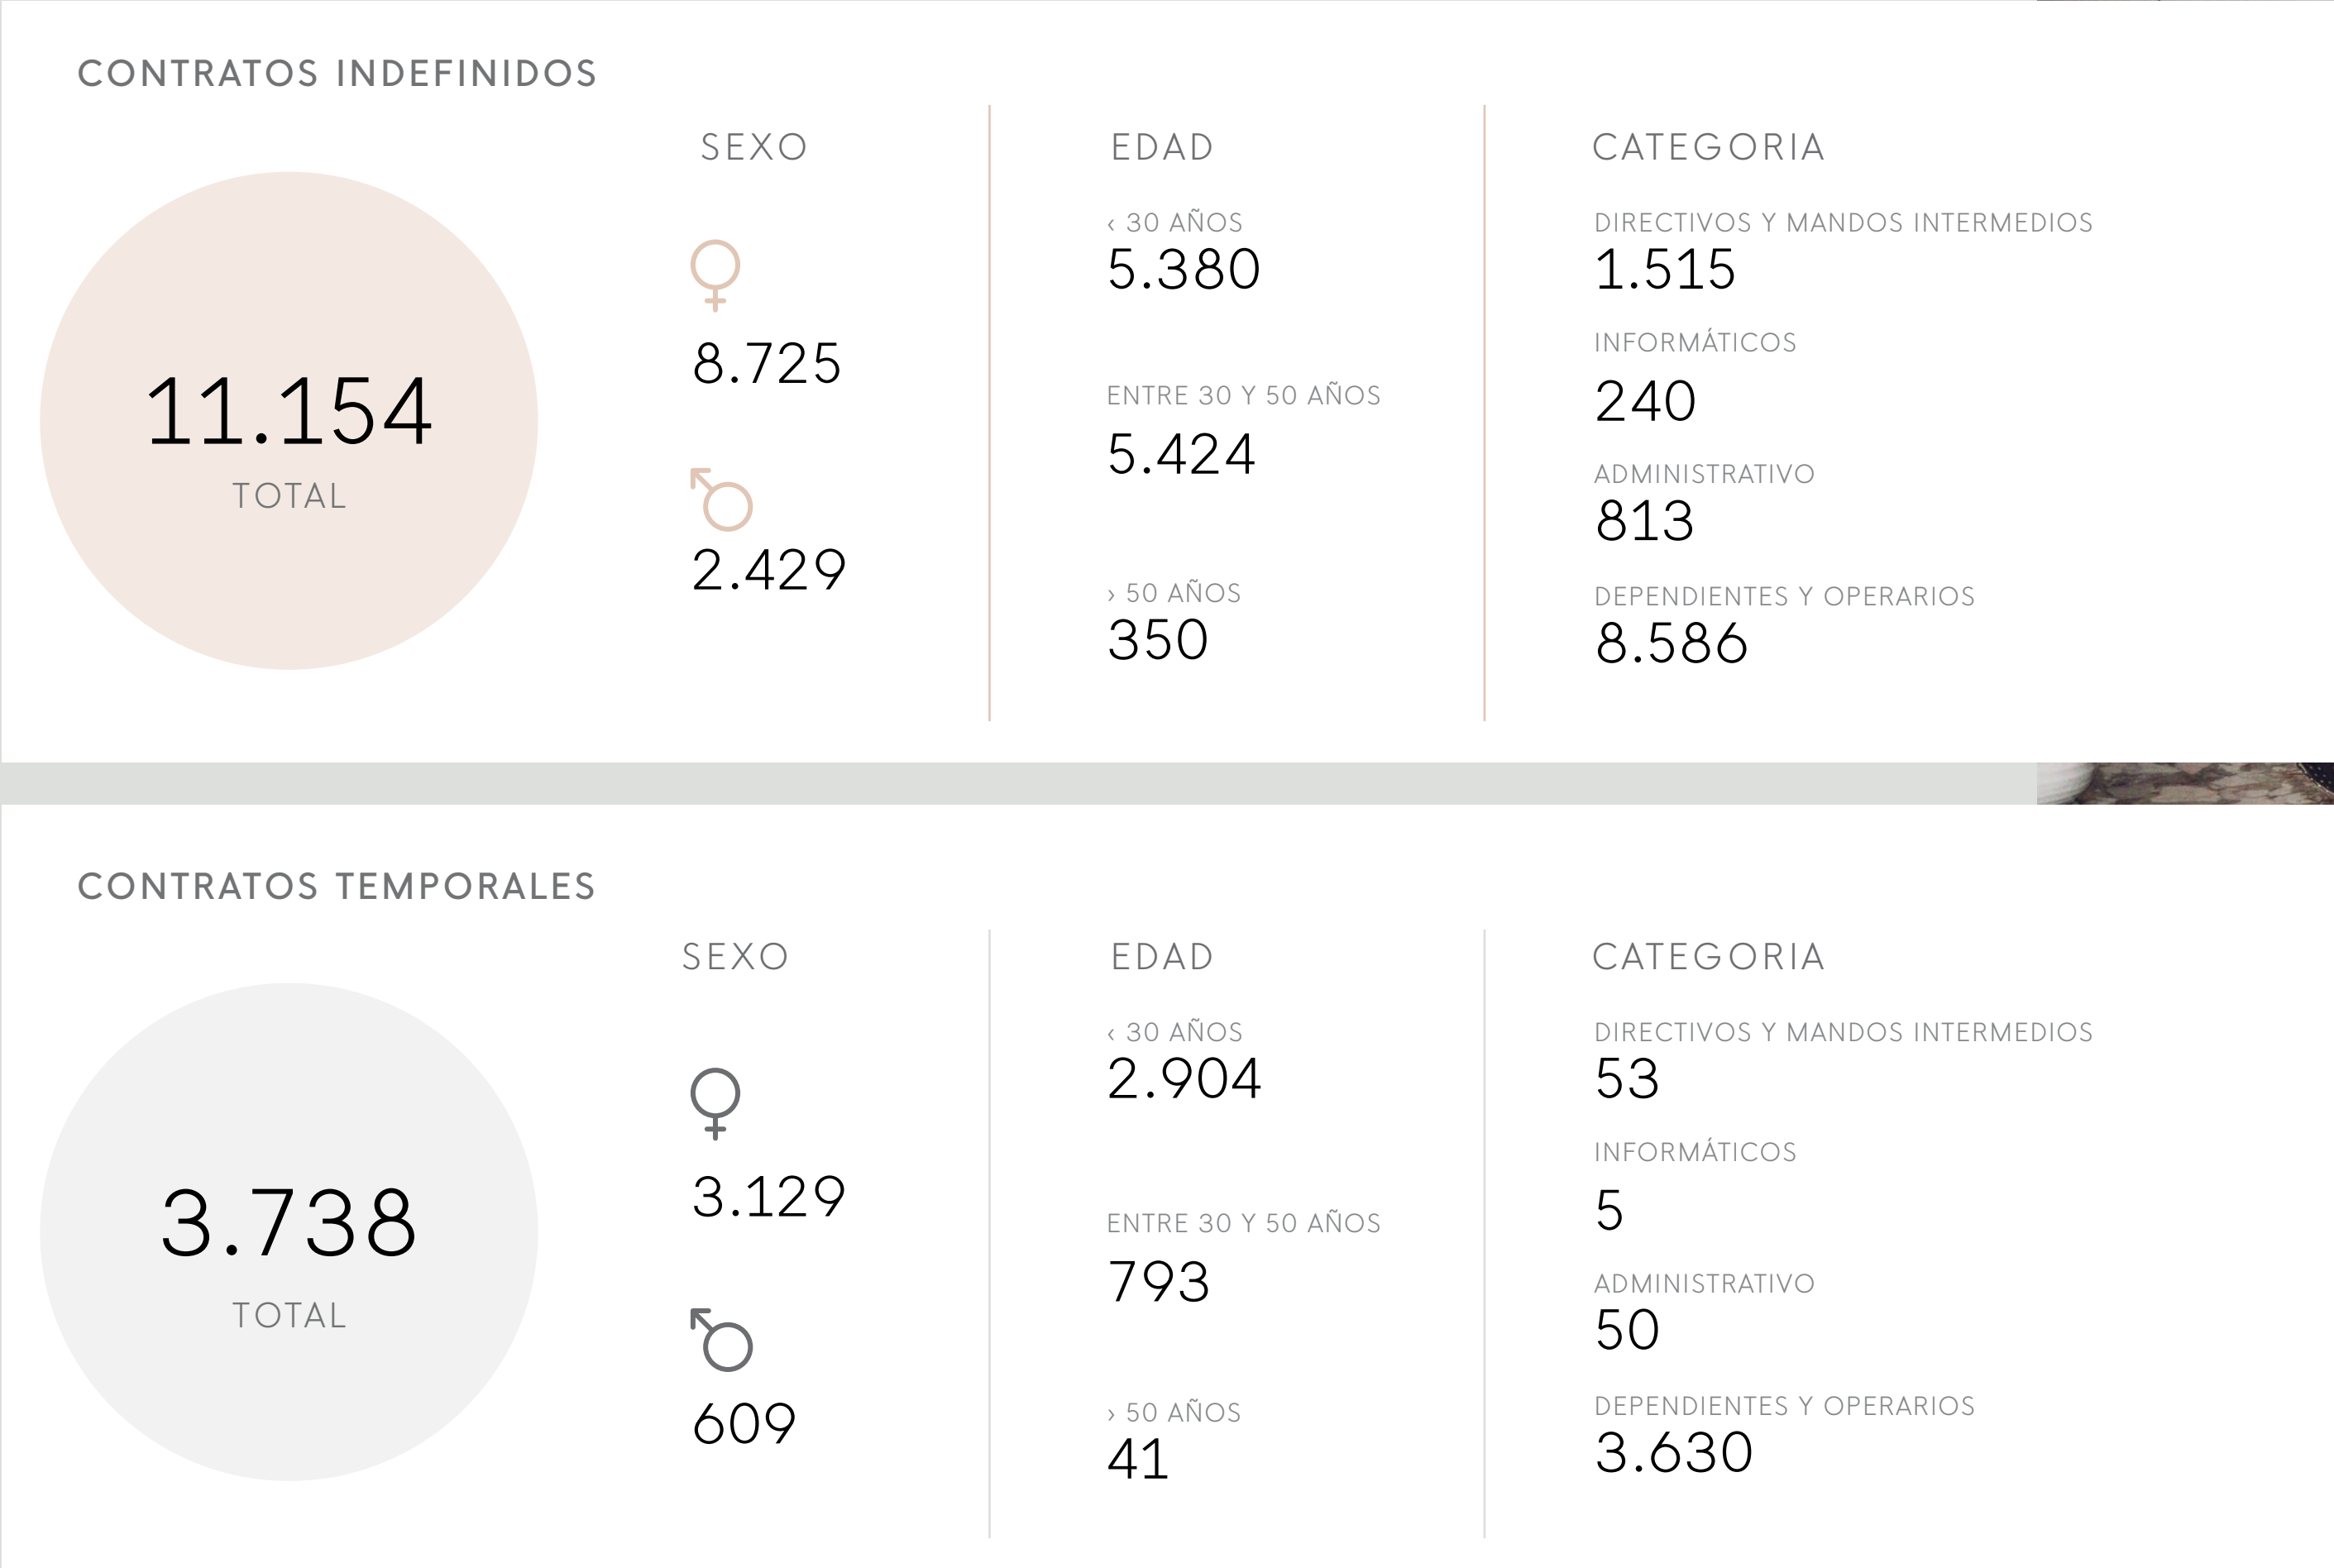 CONTRATOS INDEFINIDOS
11.154
TOTAL
SEXO
8.725
2.429
EDAD
‹ 30 AÑOS
5.380
ENTRE 30 Y 50 AÑOS
5.424
› 50 AÑOS
350
CATEGORIA
DIRECTIVOS Y MANDOS INTERMEDIOS
1.515
INFORMÁTICOS
240
ADMINISTRATIVO
813
DEPENDIENTES Y OPERARIOS
8.586
CONTRATOS TEMPORALES
3.738
TOTAL
SEXO
3.129
609
EDAD
‹ 30 AÑOS
2.904
ENTRE 30 Y 50 AÑOS
793
› 50 AÑOS
41
CATEGORIA
DIRECTIVOS Y MANDOS INTERMEDIOS
53
INFORMÁTICOS
5
ADMINISTRATIVO
50
DEPENDIENTES Y OPERARIOS
3.630